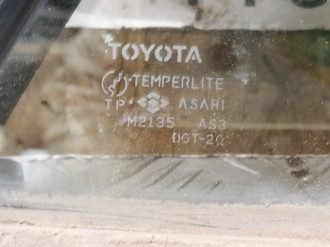 TOYOTA
TEMPERLITE
TP ASAHI
M2135 AS3
DOT-20